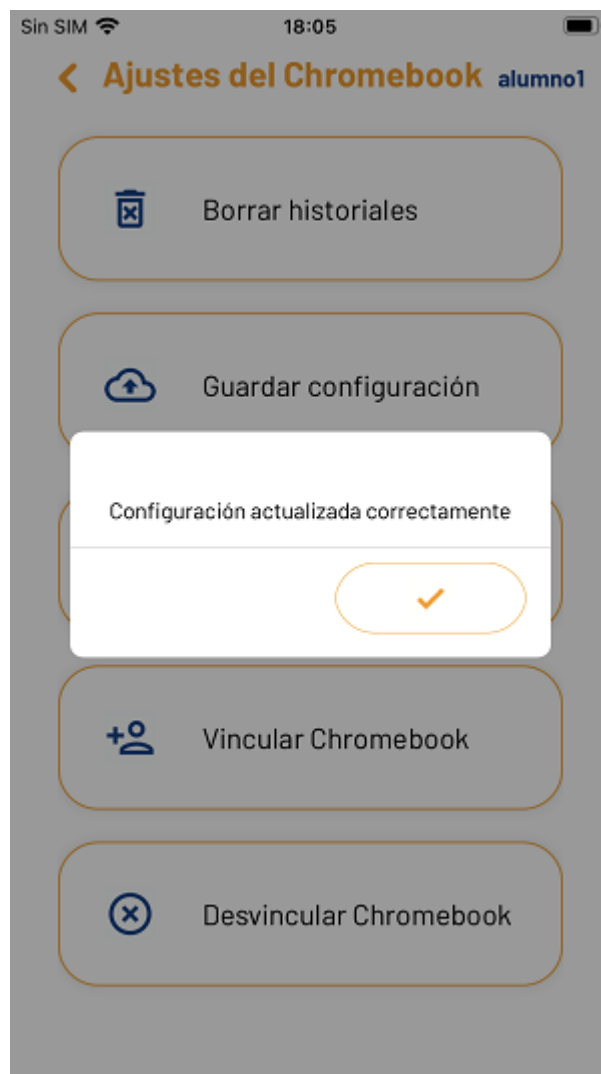 Sin SIM 18:05
Ajustes del Chromebook alumno1
Borrar historiales
Guardar configuración
Configuración actualizada correctamente
Vincular Chromebook
Desvincular Chromebook